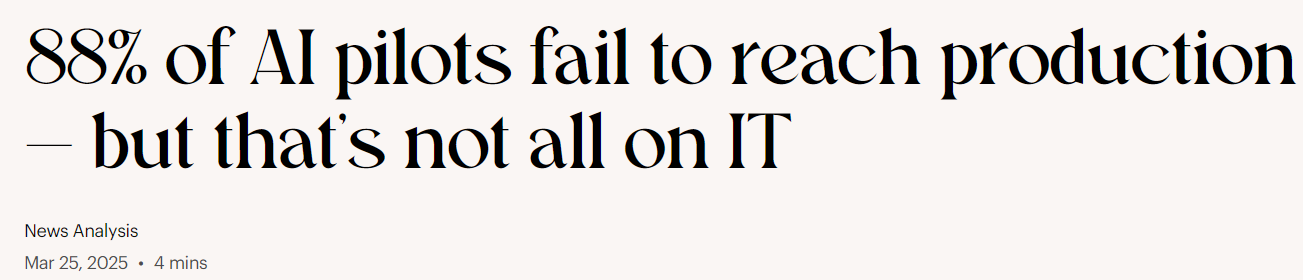 88% of AI pilots fail to reach production
— but that's not all on IT
News Analysis
Mar 25, 2025 • 4 mins